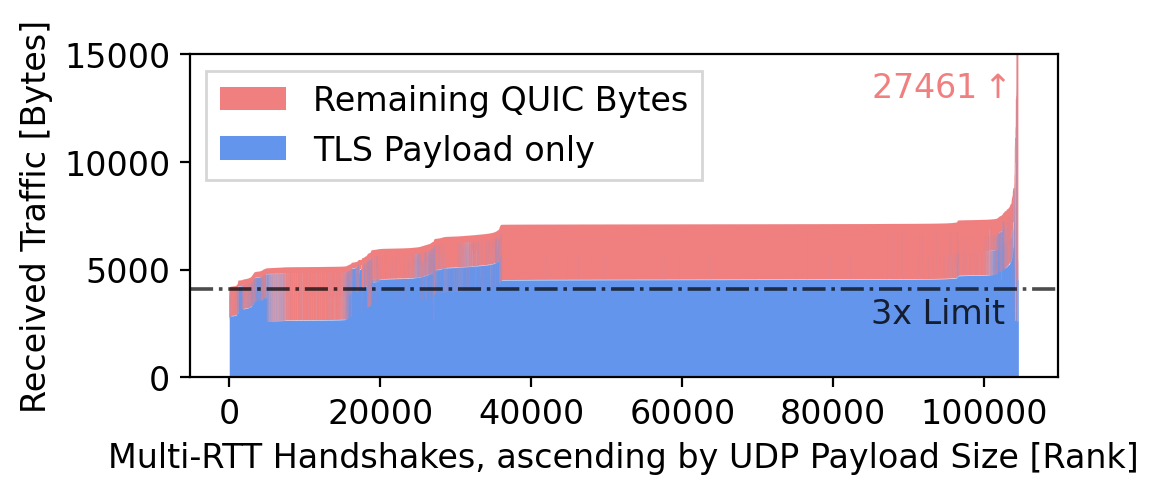 Received Traffic [Bytes]
15000
10000
5000
0
Remaining QUIC Bytes
TLS Payload only
27461 ↑
3x Limit
0 20000 40000 60000 80000 100000
Multi-RTT Handshakes, ascending by UDP Payload Size [Rank]